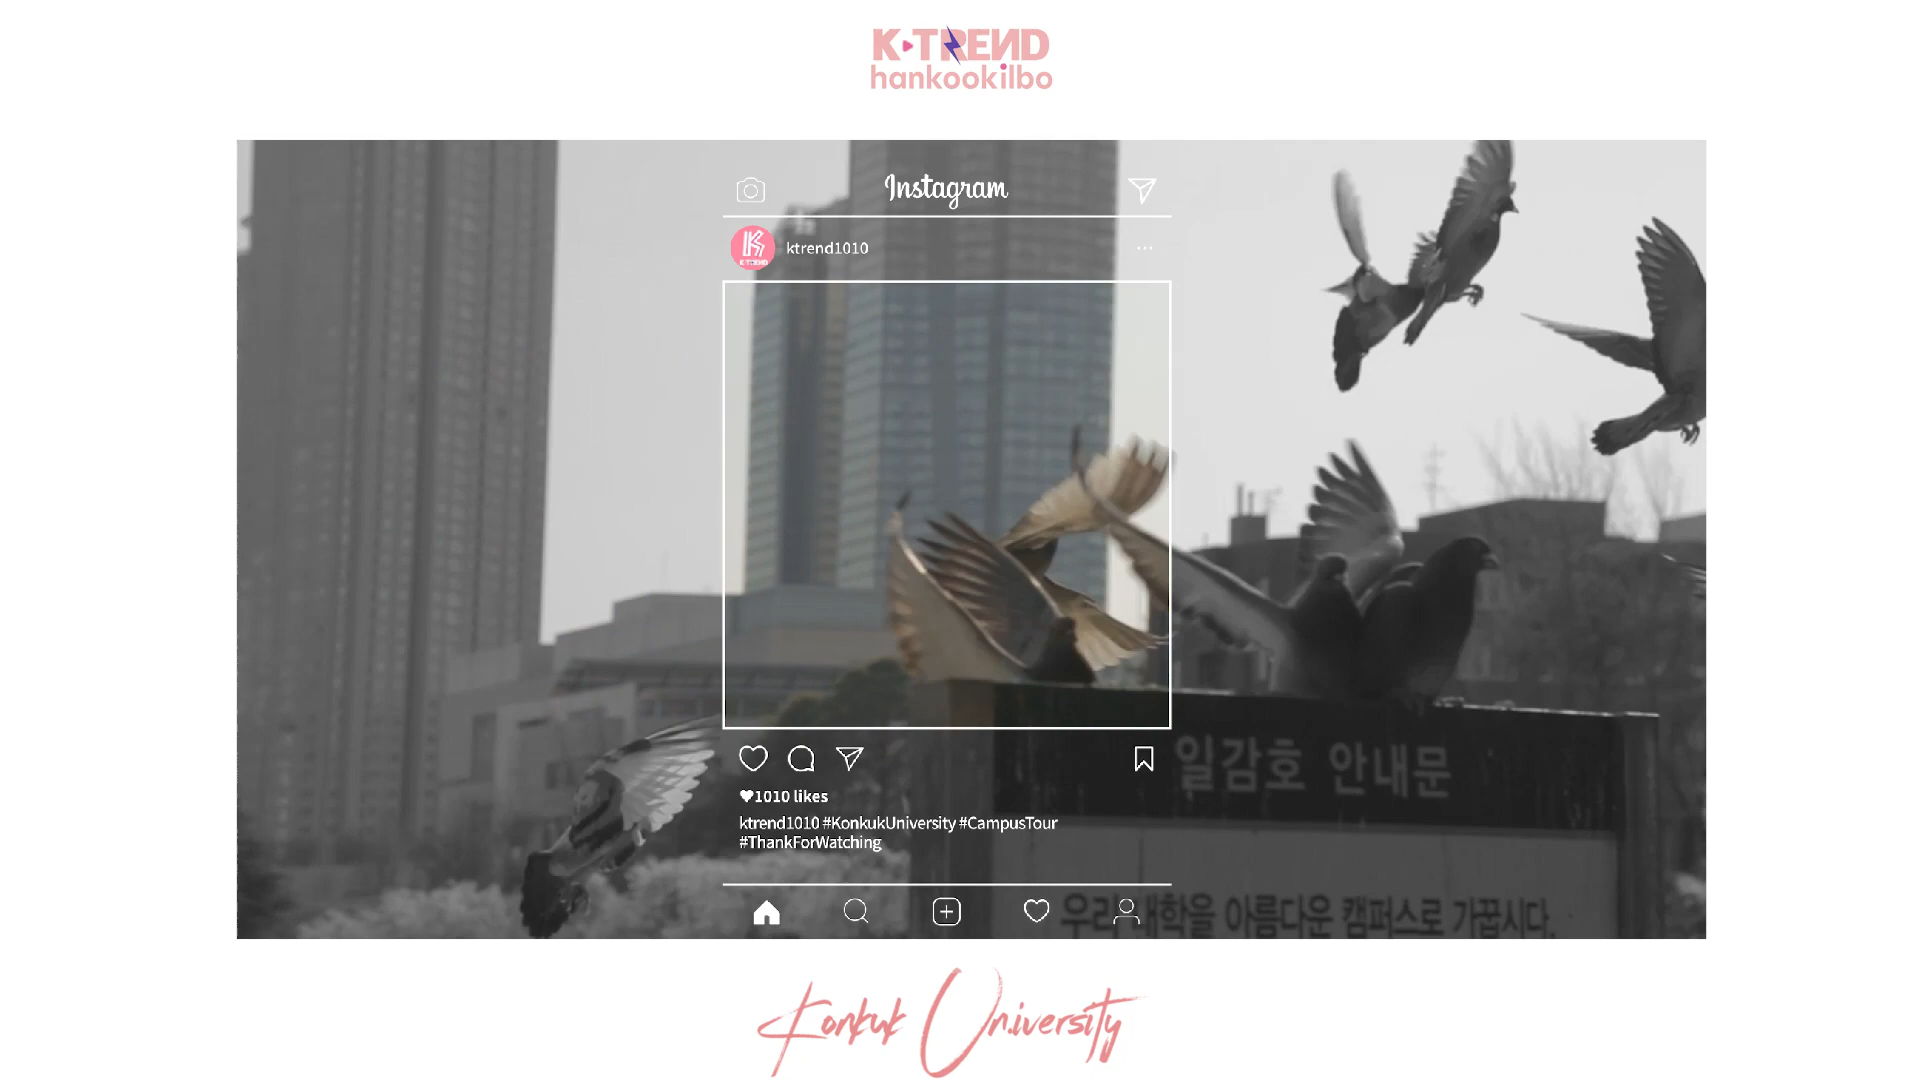 K-TREND
hankookilbo
Instagram
ktrend1010
K-TREND
일감호 안내문
♥1010 likes
ktrend1010 #KonkukUniversity #CampusTour
#ThankForWatching
우리 대학을 아름다운 캠퍼스로 가꿉시다.
Konkuk University